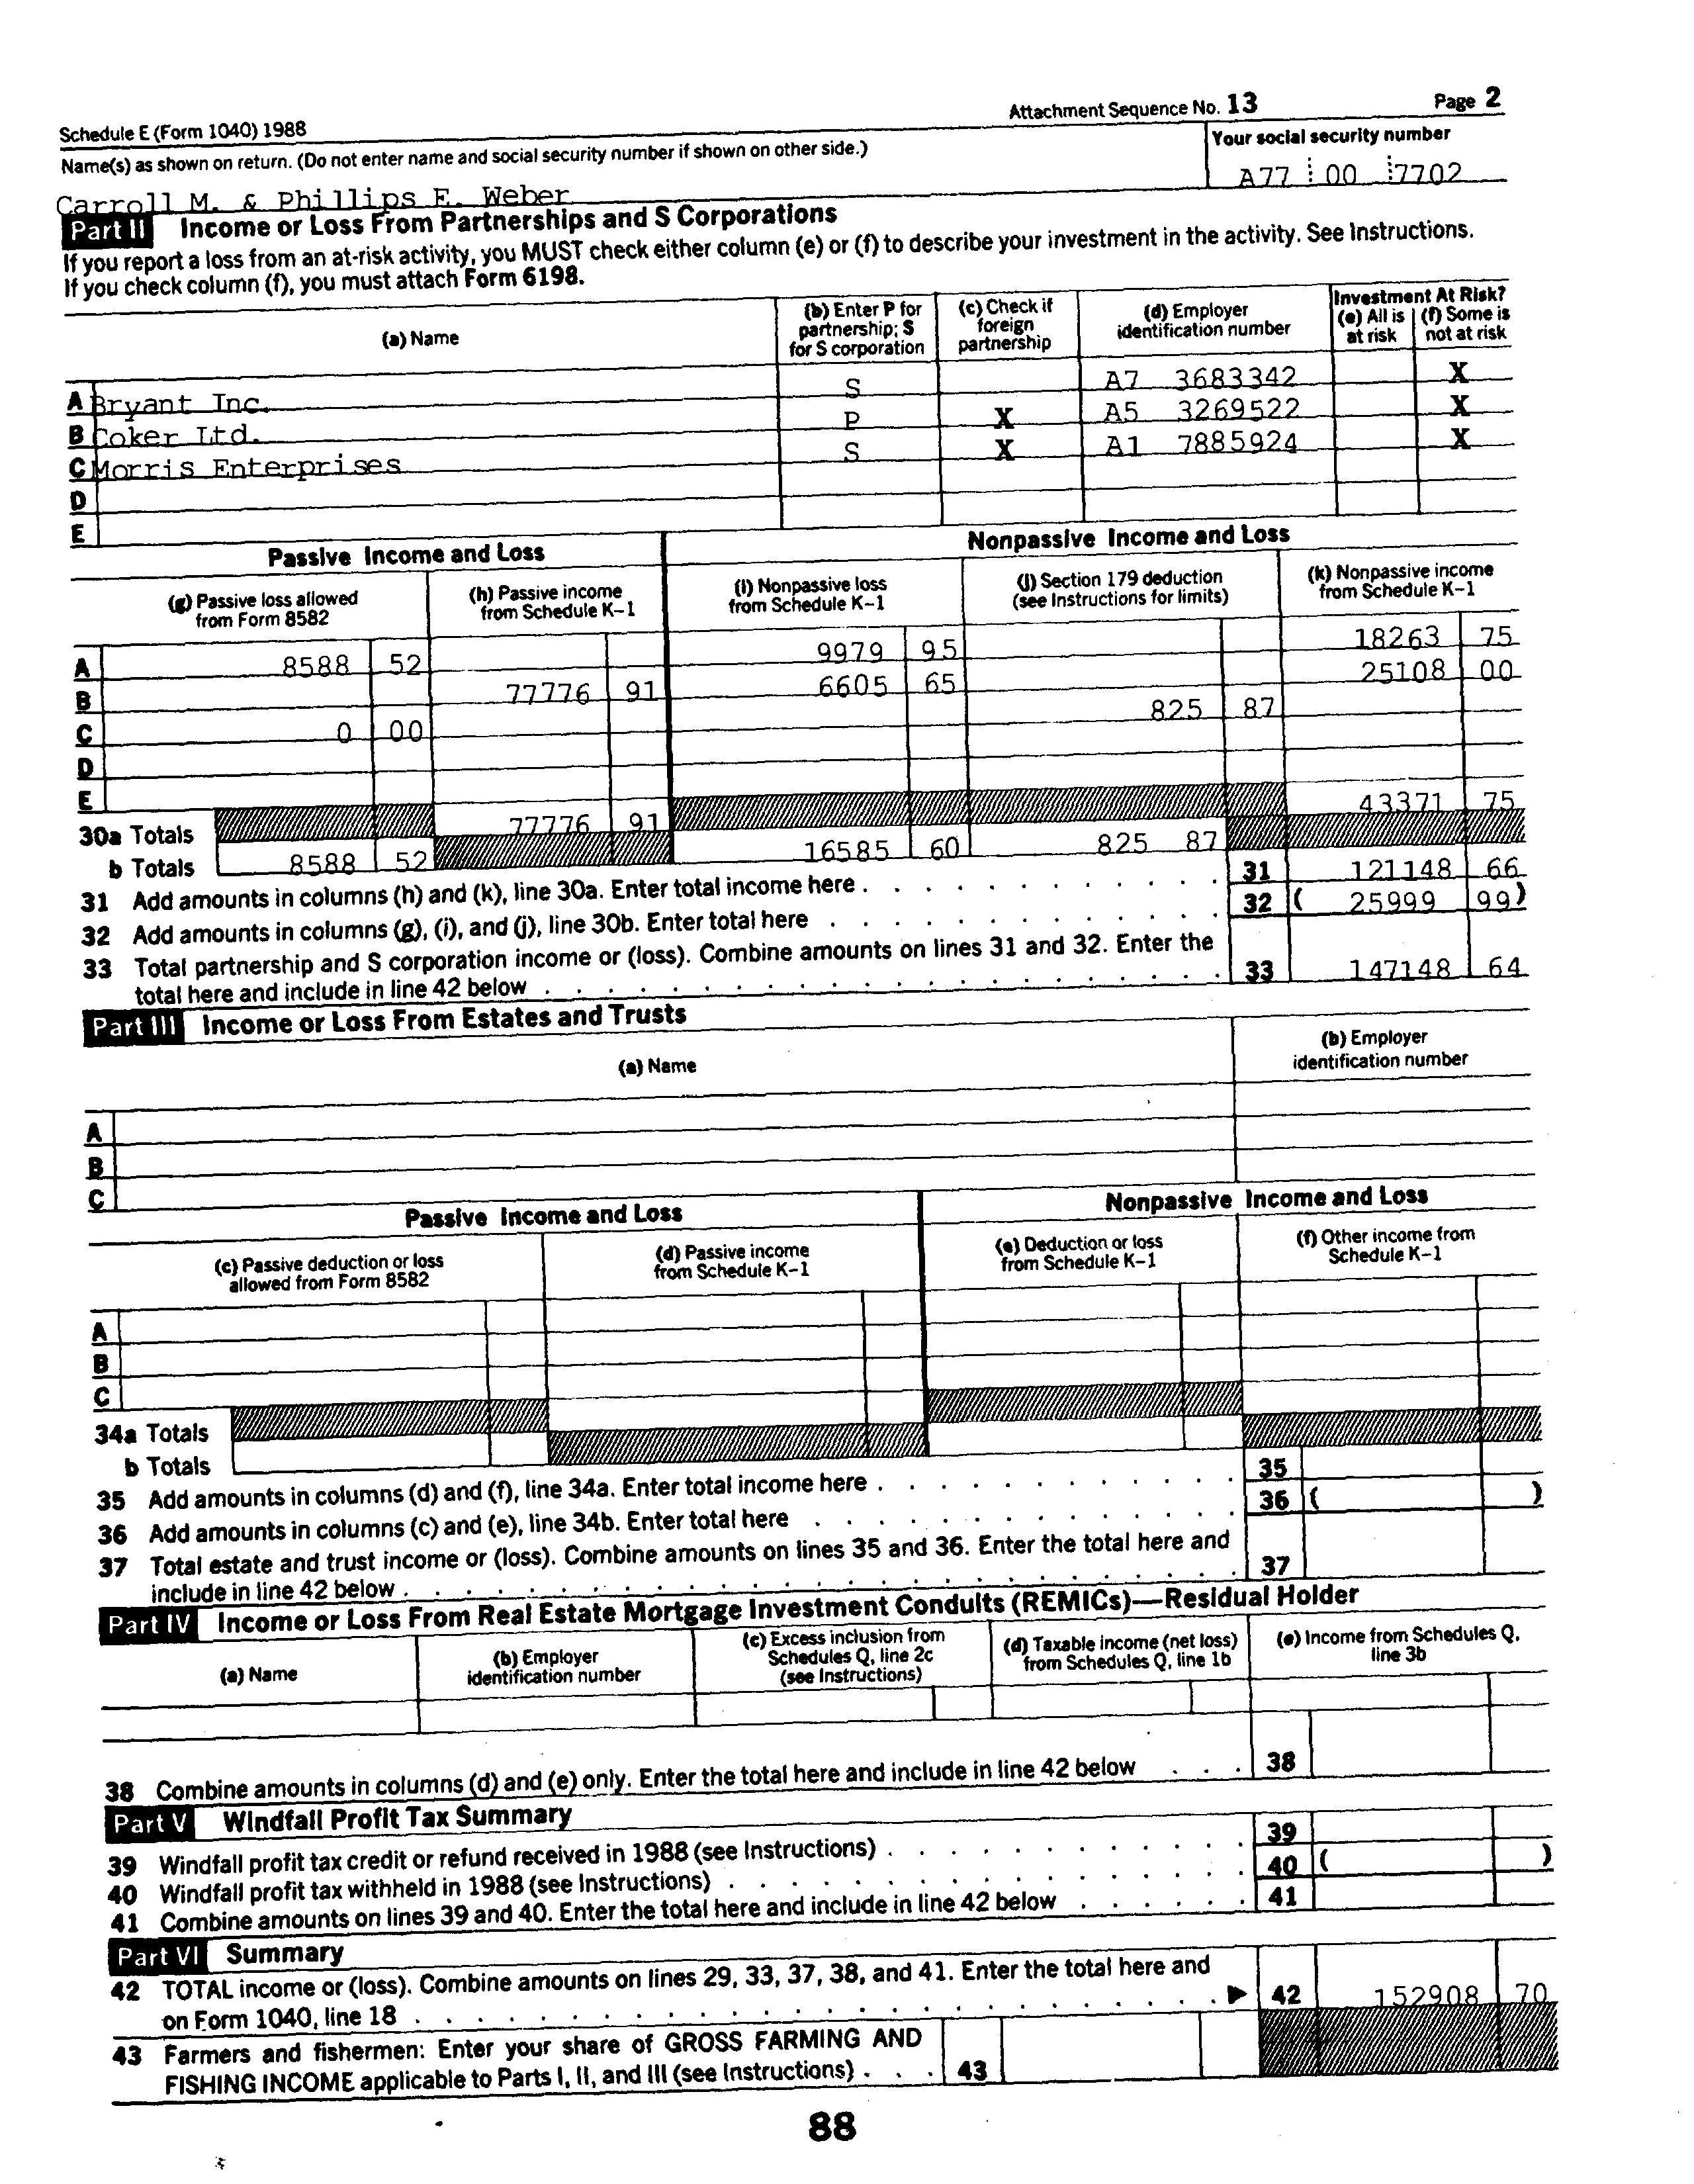 Schedule E (Form 1040) 1988 Attachment Sequence No. 13 Page 2
Name(s) as shown on return. (Do not enter name and social security number if shown on other side.) Your social security number
Carroll M. & Phillips E. Weber A77 00 7702
Part II Income or Loss From Partnerships and S Corporations
If you report a loss from an at-risk activity, you MUST check either column (e) or (f) to describe your investment in the activity. See Instructions.
If you check column (f), you must attach Form 6198.
(a) Name (b) Enter P for partnership; S for S corporation (c) Check if foreign partnership (d) Employer identification number Investment At Risk? (e) All is at risk (f) Some is not at risk
A Bryant Inc. S A7 3683342 X
B Coker Ltd. P X A5 3269522 X
C Morris Enterprises S X A1 7885924 X
D
E
Passive Income and Loss Nonpassive Income and Loss
(g) Passive loss allowed from Form 8582 (h) Passive income from Schedule K-1 (i) Nonpassive loss from Schedule K-1 (j) Section 179 deduction (see Instructions for limits) (k) Nonpassive income from Schedule K-1
A 8588 52 9979 95 18263 75
B 77776 91 6605 65 25108 00
C 0 00 825 87
D
E
30a Totals 77776 91 43371 75
b Totals 8588 52 16585 60 825 87
31 Add amounts in columns (h) and (k), line 30a. Enter total income here . . . . . . . . . . . . 31 121148 66
32 Add amounts in columns (g), (i), and (j), line 30b. Enter total here . . . . . . . . . . . . . 32 ( 25999 99 )
33 Total partnership and S corporation income or (loss). Combine amounts on lines 31 and 32. Enter the
total here and include in line 42 below . . . . . . . . . . . . . . . . . . . . . . 33 147148 64
Part III Income or Loss From Estates and Trusts
(a) Name (b) Employer identification number
A
B
C
Passive Income and Loss Nonpassive Income and Loss
(c) Passive deduction or loss allowed from Form 8582 (d) Passive income from Schedule K-1 (e) Deduction or loss from Schedule K-1 (f) Other income from Schedule K-1
A
B
C
34a Totals
b Totals
35 Add amounts in columns (d) and (f), line 34a. Enter total income here . . . . . . . . . . . . 35
36 Add amounts in columns (c) and (e), line 34b. Enter total here . . . . . . . . . . . . . . 36 ( )
37 Total estate and trust income or (loss). Combine amounts on lines 35 and 36. Enter the total here and
include in line 42 below . . . . . . . . . . . . . . . . . . . . . . . . . . 37
Part IV Income or Loss From Real Estate Mortgage Investment Conduits (REMICs)—Residual Holder
(a) Name (b) Employer identification number (c) Excess inclusion from Schedules Q, line 2c (see Instructions) (d) Taxable income (net loss) from Schedules Q, line 1b (e) Income from Schedules Q, line 3b
38 Combine amounts in columns (d) and (e) only. Enter the total here and include in line 42 below . . . 38
Part V Windfall Profit Tax Summary
39 Windfall profit tax credit or refund received in 1988 (see Instructions) . . . . . . . . . . . . 39
40 Windfall profit tax withheld in 1988 (see Instructions) . . . . . . . . . . . . . . . . . 40 ( )
41 Combine amounts on lines 39 and 40. Enter the total here and include in line 42 below . . . . . . 41
Part VI Summary
42 TOTAL income or (loss). Combine amounts on lines 29, 33, 37, 38, and 41. Enter the total here and
on Form 1040, line 18 . . . . . . . . . . . . . . . . . . . . . . . . . ▶ 42 152908 70
43 Farmers and fishermen: Enter your share of GROSS FARMING AND
FISHING INCOME applicable to Parts I, II, and III (see Instructions) . . . 43
88